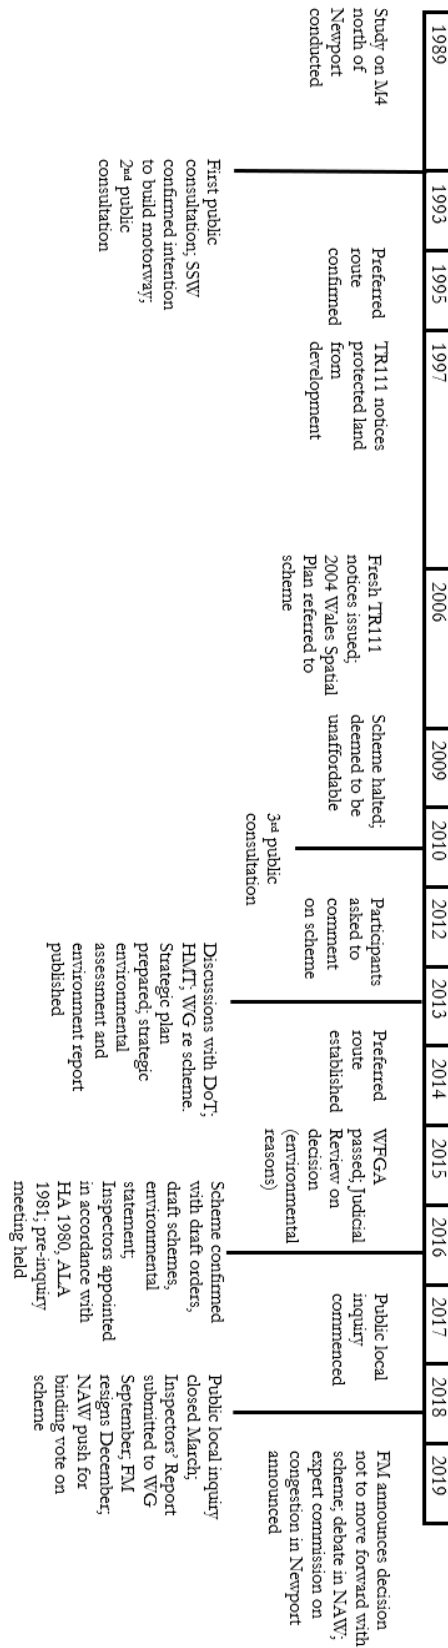 1989
Study on M4
north of
Newport
conducted
1993
First public
consultation; SSW
confirmed intention
to build motorway;
2nd public
consultation
1995
Preferred
route
confirmed
1997
TR111 notices
protected land
from
development
2006
Fresh TR111
notices issued;
2004 Wales Spatial
Plan referred to
scheme
2009
Scheme halted;
deemed to be
unaffordable
2010
3rd public
consultation
2012
Participants
asked to
comment
on scheme
2013
Discussions with DoT;
HMT; WG re scheme.
Strategic plan
prepared; strategic
environmental
assessment and
environment report
published
2014
Preferred
route
established
2015
WFGA
passed; Judicial
Review on
decision
(environmental
reasons)
2016
Scheme confirmed
with draft orders,
draft schemes,
environmental
statement;
Inspectors appointed
in accordance with
HA 1980, ALA
1981; pre-inquiry
meeting held
2017
Public local
inquiry
commenced
2018
Public local inquiry
closed March;
Inspectors' Report
submitted to WG
September; FM
resigns December;
NAW push for
binding vote on
scheme
2019
FM announces decision
not to move forward with
scheme; debate in NAW;
expert commission on
congestion in Newport
announced